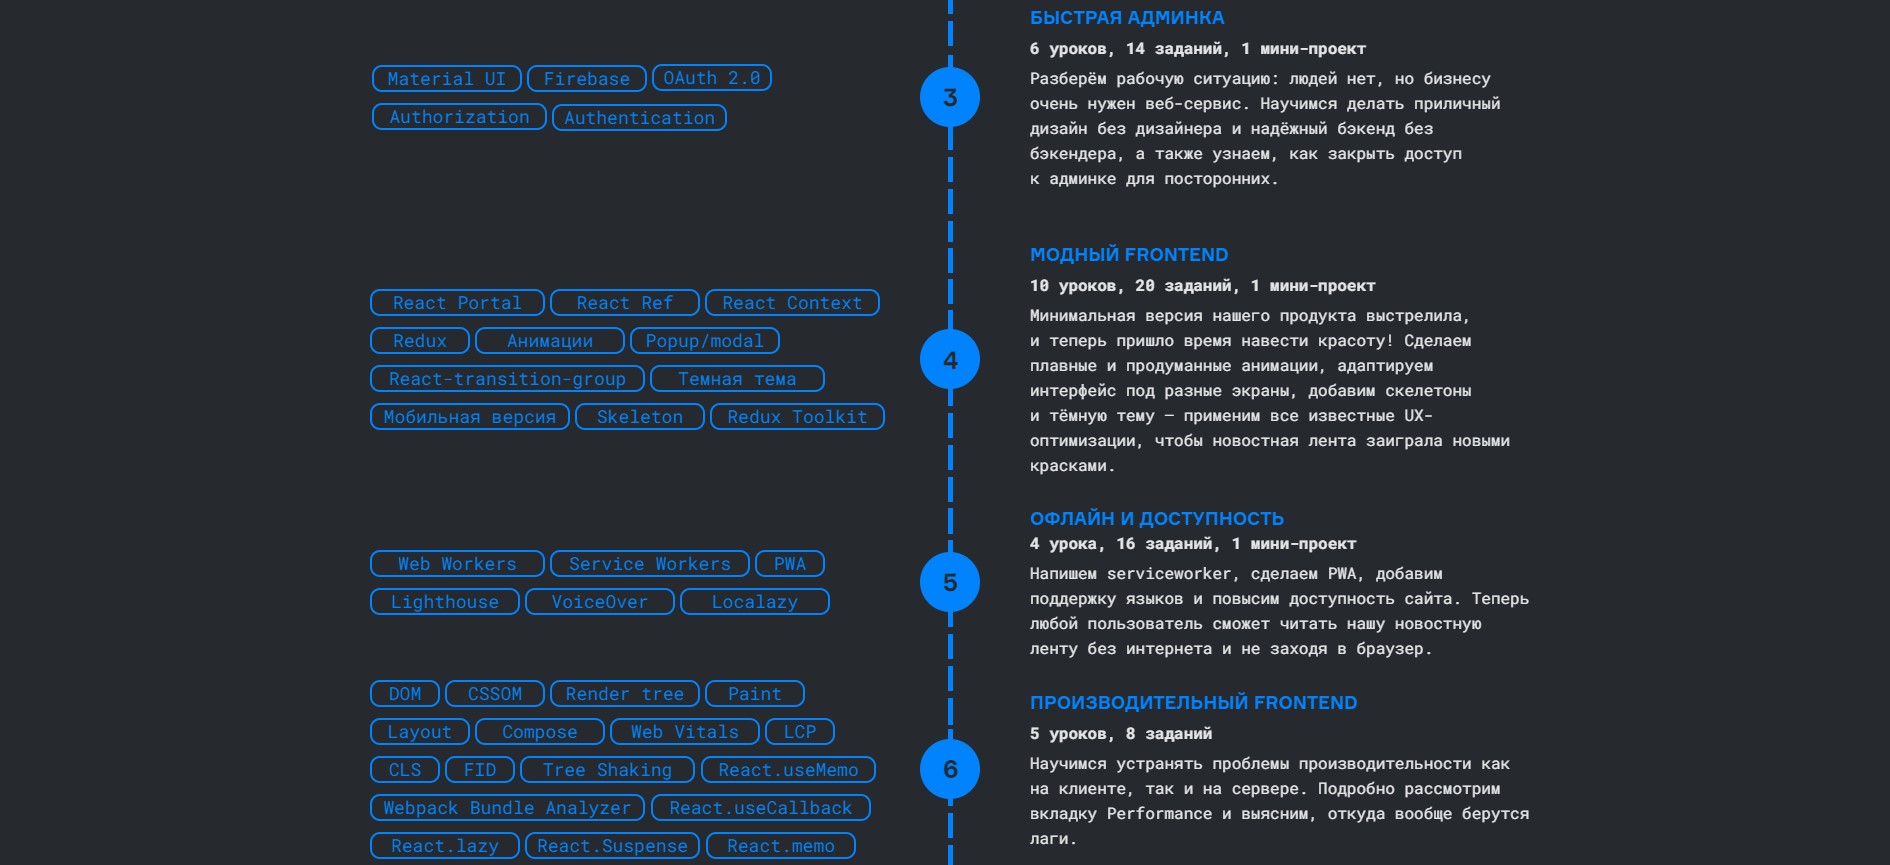 Material UI Firebase OAuth 2.0
Authorization Authentication
3
БЫСТРАЯ АДМИНКА
6 уроков, 14 заданий, 1 мини-проект
Разберём рабочую ситуацию: людей нет, но бизнесу
очень нужен веб-сервис. Научимся делать приличный
дизайн без дизайнера и надёжный бэкенд без
бэкендера, а также узнаем, как закрыть доступ
к админке для посторонних.
React Portal React Ref React Context
Redux Анимации Popup/modal
React-transition-group Темная тема
Мобильная версия Skeleton Redux Toolkit
4
МОДНЫЙ FRONTEND
10 уроков, 20 заданий, 1 мини-проект
Минимальная версия нашего продукта выстрелила,
и теперь пришло время навести красоту! Сделаем
плавные и продуманные анимации, адаптируем
интерфейс под разные экраны, добавим скелетоны
и тёмную тему — применим все известные UX-
оптимизации, чтобы новостная лента заиграла новыми
красками.
Web Workers Service Workers PWA
Lighthouse VoiceOver Localazy
5
ОФЛАЙН И ДОСТУПНОСТЬ
4 урока, 16 заданий, 1 мини-проект
Напишем serviceworker, сделаем PWA, добавим
поддержку языков и повысим доступность сайта. Теперь
любой пользователь сможет читать нашу новостную
ленту без интернета и не заходя в браузер.
DOM CSSOM Render tree Paint
Layout Compose Web Vitals LCP
CLS FID Tree Shaking React.useMemo
Webpack Bundle Analyzer React.useCallback
React.lazy React.Suspense React.memo
6
ПРОИЗВОДИТЕЛЬНЫЙ FRONTEND
5 уроков, 8 заданий
Научимся устранять проблемы производительности как
на клиенте, так и на сервере. Подробно рассмотрим
вкладку Performance и выясним, откуда вообще берутся
лаги.